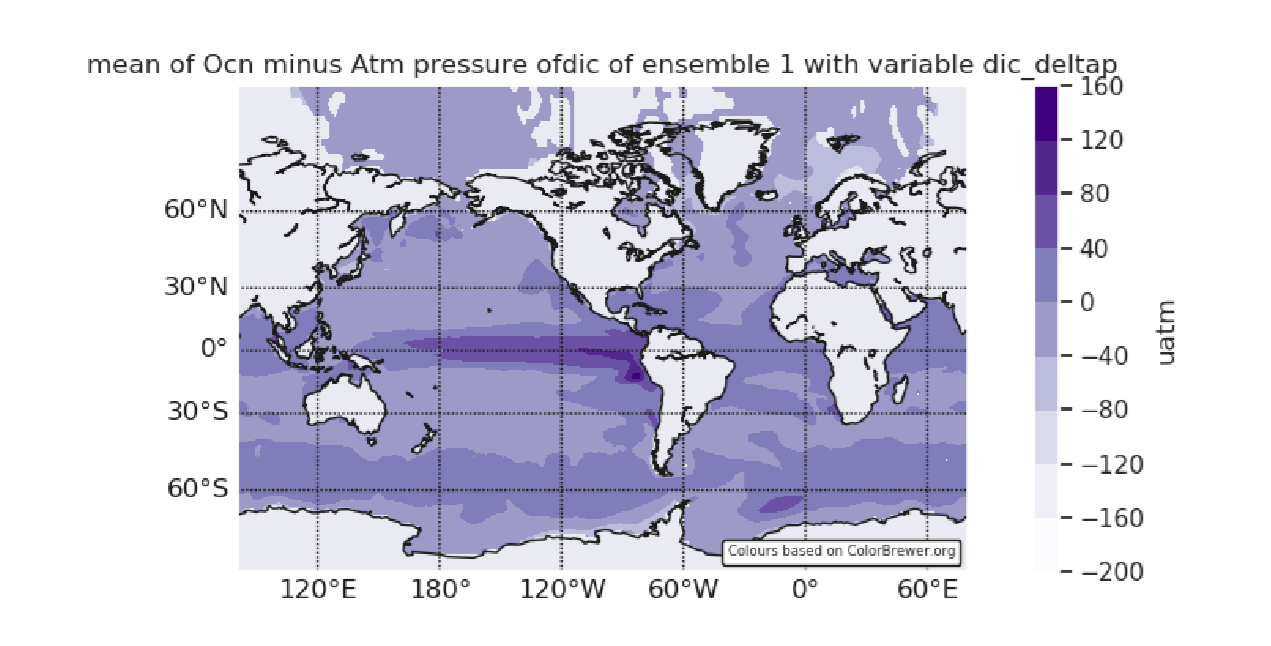 mean of Ocn minus Atm pressure ofdic of ensemble 1 with variable dic_deltap
160
120
80
40
0
−40
−80
−120
−160
−200
uatm
60°N
30°N
0°
30°S
60°S
Colours based on ColorBrewer.org
120°E 180° 120°W 60°W 0° 60°E